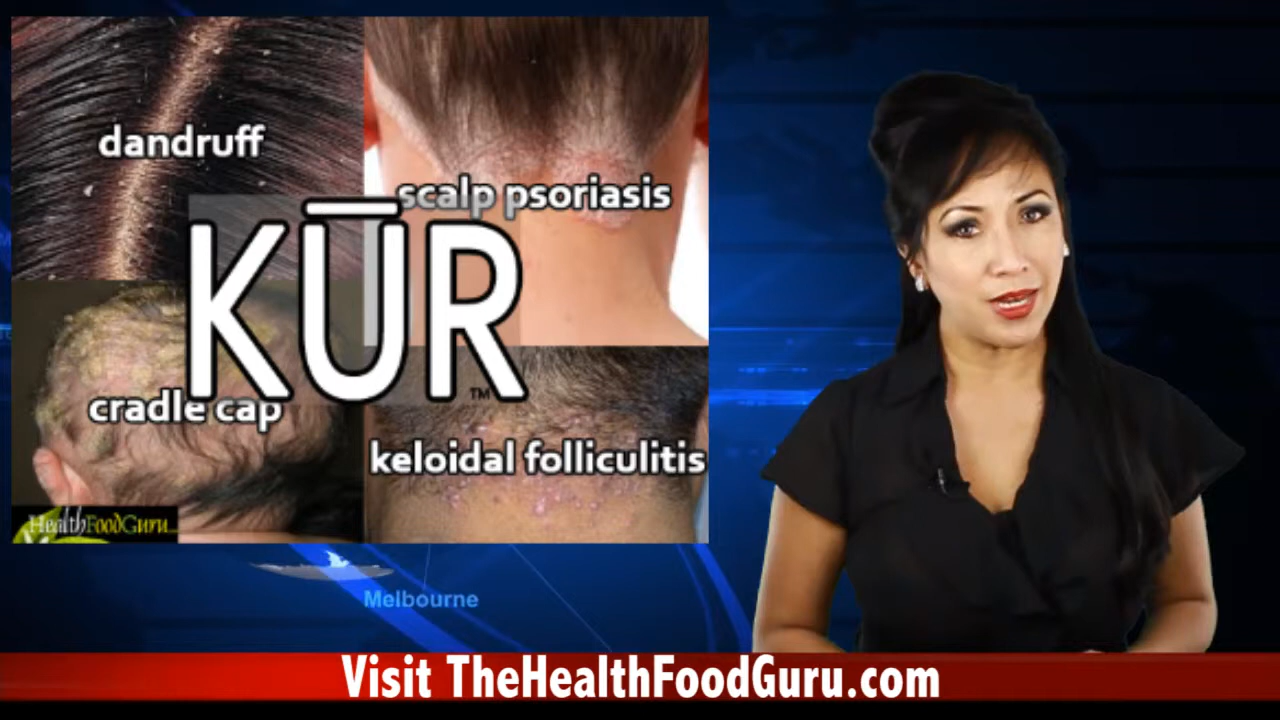 dandruff
scalp psoriasis
KŪR
TM
cradle cap
keloidal folliculitis
HealthFoodGuru
Melbourne
Visit TheHealthFoodGuru.com